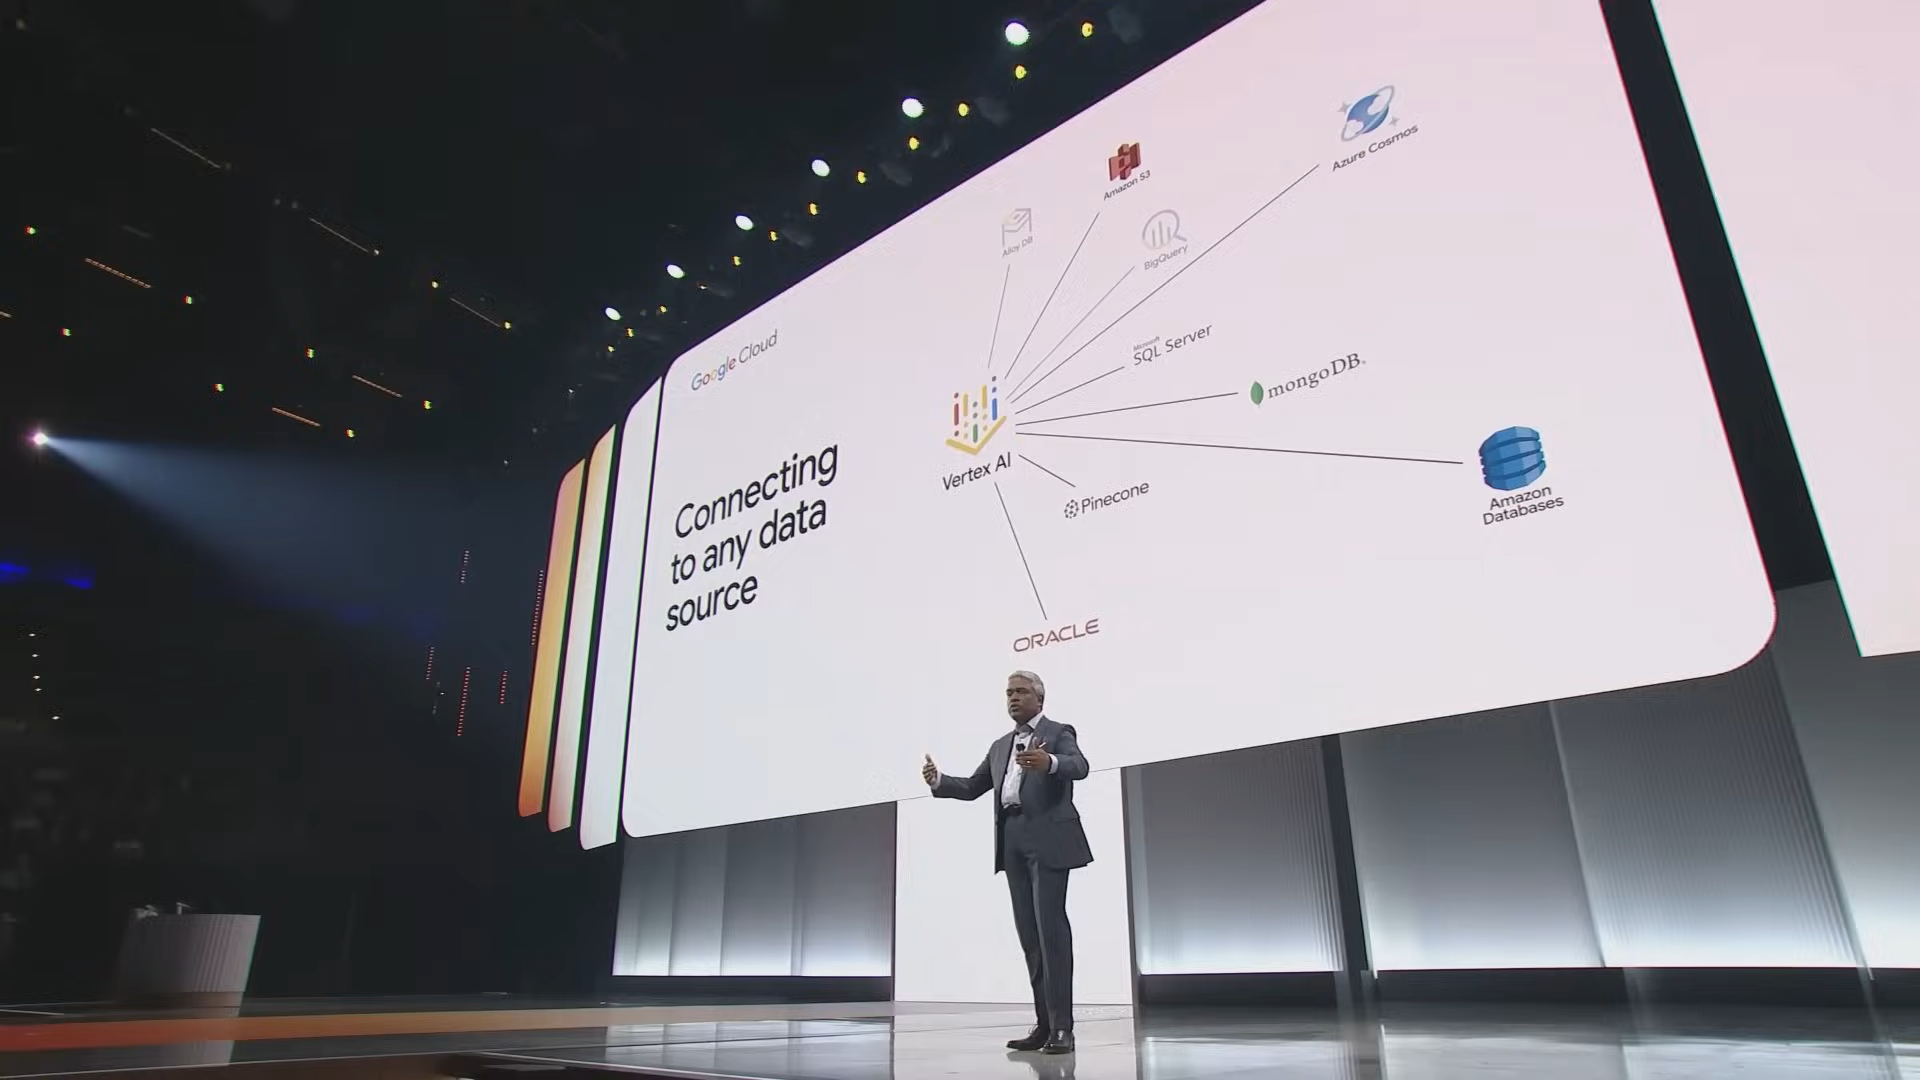 Google Cloud
Connecting
to any data
source
Vertex AI
Alloy DB
Amazon S3
BigQuery
Azure Cosmos
Microsoft
SQL Server
mongoDB
Amazon
Databases
Pinecone
ORACLE